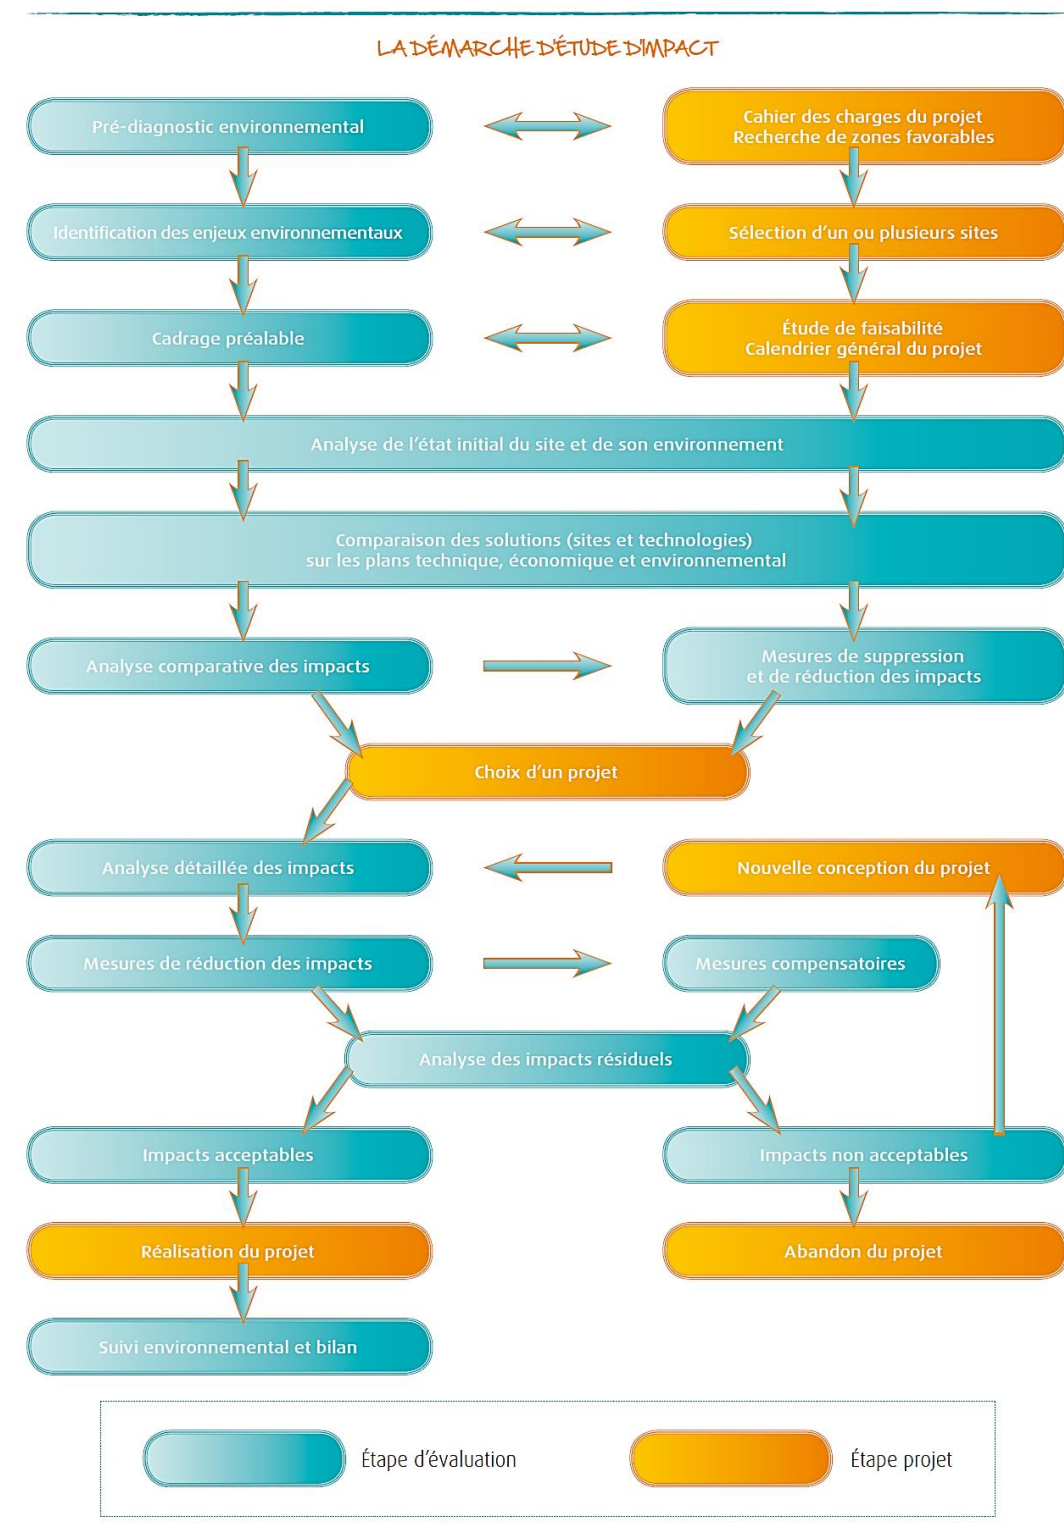 LA DÉMARCHE D'ÉTUDE D'IMPACT
Pré-diagnostic environnemental
Cahier des charges du projet
Recherche de zones favorables
Identification des enjeux environnementaux
Sélection d'un ou plusieurs sites
Cadrage préalable
Étude de faisabilité
Calendrier général du projet
Analyse de l'état initial du site et de son environnement
Comparaison des solutions (sites et technologies)
sur les plans technique, économique et environnemental
Analyse comparative des impacts
Mesures de suppression
et de réduction des impacts
Choix d'un projet
Analyse détaillée des impacts
Nouvelle conception du projet
Mesures de réduction des impacts
Mesures compensatoires
Analyse des impacts résiduels
Impacts acceptables
Impacts non acceptables
Réalisation du projet
Abandon du projet
Suivi environnemental et bilan
Étape d'évaluation
Étape projet